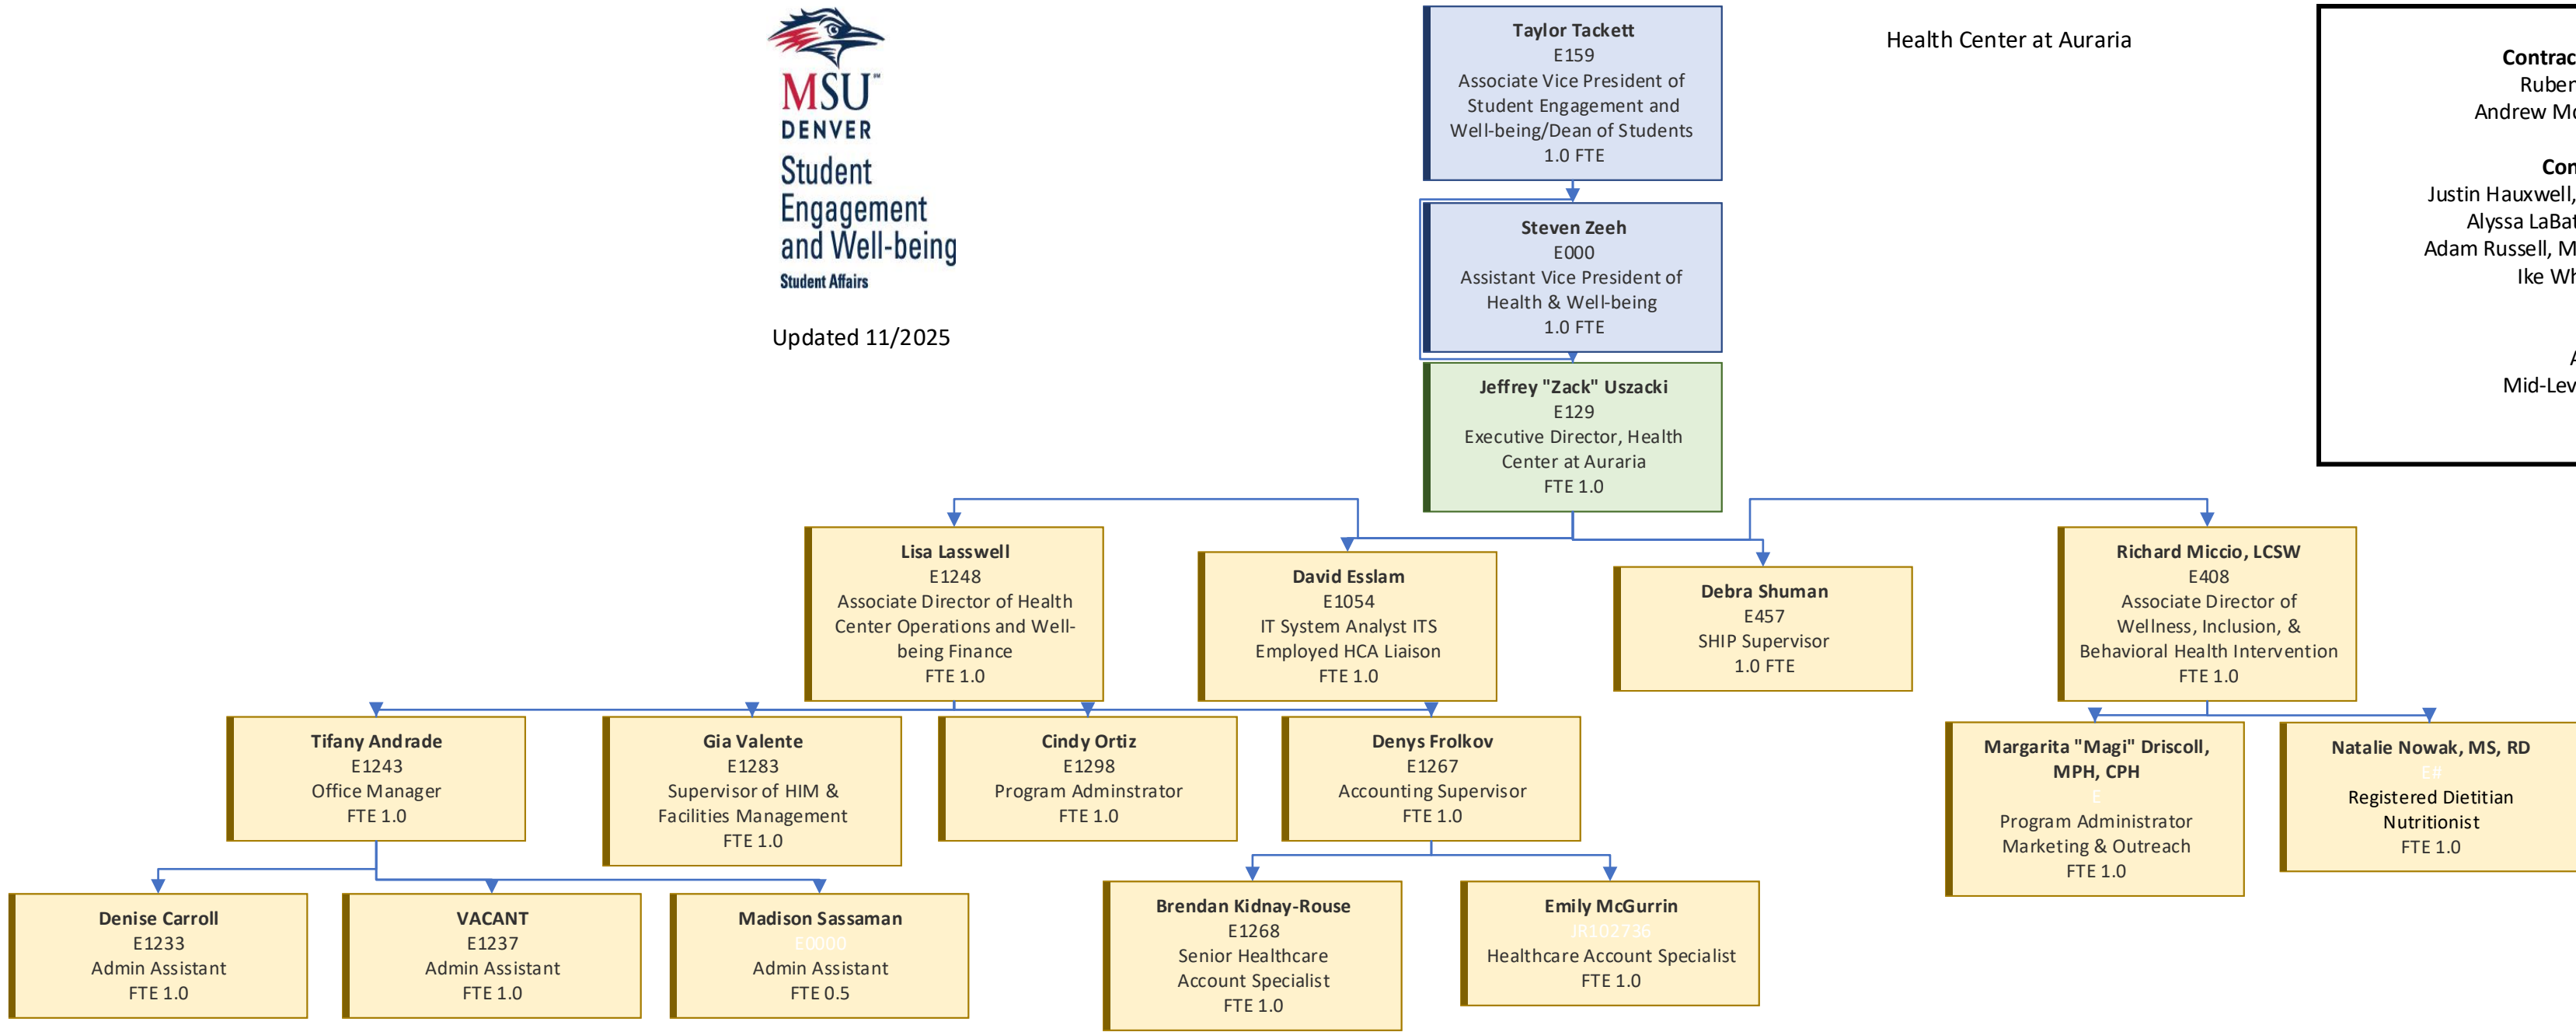 MSU
DENVER
Student
Engagement
and Well-being
Student Affairs
Updated 11/2025
Taylor Tackett
E159
Associate Vice President of
Student Engagement and
Well-being/Dean of Students
1.0 FTE
Health Center at Auraria
Steven Zeeh
E000
Assistant Vice President of
Health & Well-being
1.0 FTE
Jeffrey "Zack" Uszacki
E129
Executive Director, Health
Center at Auraria
FTE 1.0
Ruben
Andrew
Justin Hauxwell,
Alyssa
Adam Russell,
Ike
Lisa Lasswell
E1248
Associate Director of Health
Center Operations and Well-
being Finance
FTE 1.0
David Esslam
E1054
IT System Analyst ITS
Employed HCA Liaison
FTE 1.0
Debra Shuman
E457
SHIP Supervisor
1.0 FTE
Richard Miccio, LCSW
E408
Associate Director of
Wellness, Inclusion, &
Behavioral Health Intervention
FTE 1.0
Tifany Andrade
E1243
Office Manager
FTE 1.0
Gia Valente
E1283
Supervisor of HIM &
Facilities Management
FTE 1.0
Cindy Ortiz
E1298
Program Adminstrator
FTE 1.0
Denys Frolkov
E1267
Accounting Supervisor
FTE 1.0
Margarita "Magi" Driscoll,
MPH, CPH
E
Program Administrator
Marketing & Outreach
FTE 1.0
Natalie Nowak, MS, RD
E#
Registered Dietitian
Nutritionist
FTE 1.0
Denise Carroll
E1233
Admin Assistant
FTE 1.0
VACANT
E1237
Admin Assistant
FTE 1.0
Madison Sassaman
E0000
Admin Assistant
FTE 0.5
Brendan Kidnay-Rouse
E1268
Senior Healthcare
Account Specialist
FTE 1.0
Emily McGurrin
JR102736
Healthcare Account Specialist
FTE 1.0